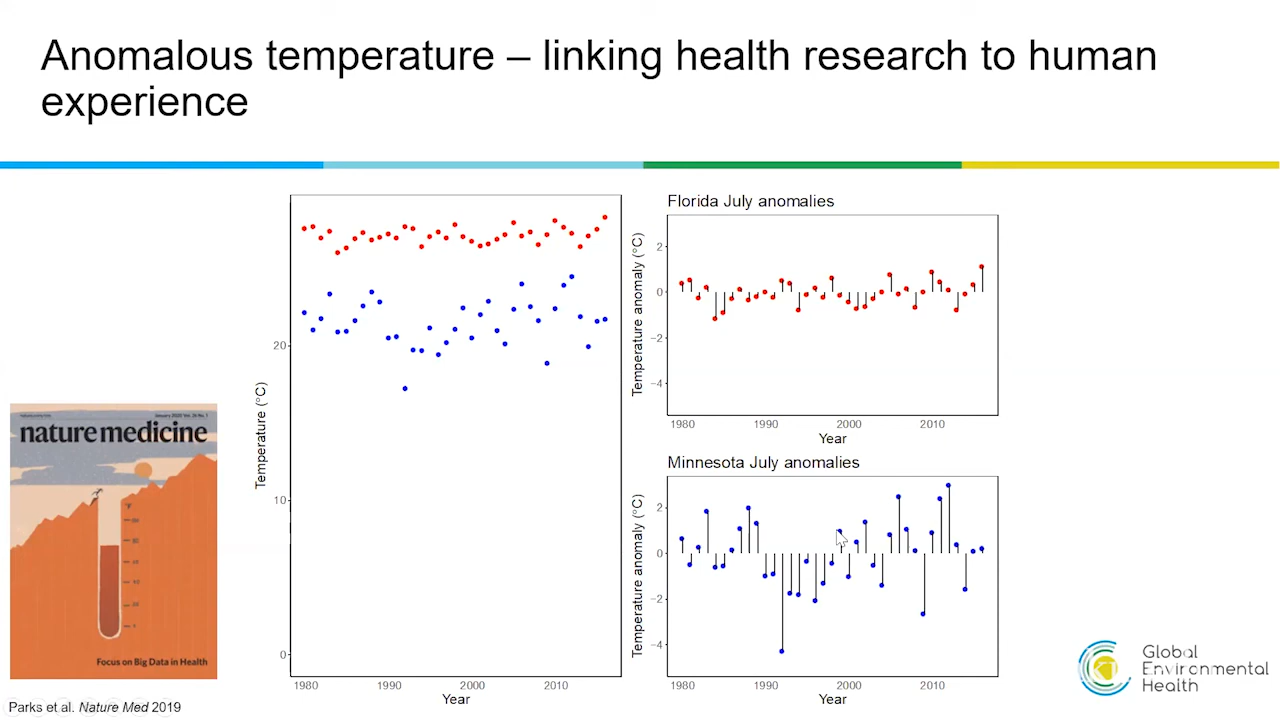 Anomalous temperature – linking health research to human
experience
Temperature (°C)
20
10
0
1980 1990 2000 2010
Year
Florida July anomalies
Temperature anomaly (°C)
2
0
−2
−4
1980 1990 2000 2010
Year
Minnesota July anomalies
Temperature anomaly (°C)
2
0
−2
−4
1980 1990 2000 2010
Year
January 2020 Vol. 26 No. 1
nature medicine
°F
Focus on Big Data in Health
Parks et al. Nature Med 2019
Global
Environmental
Health